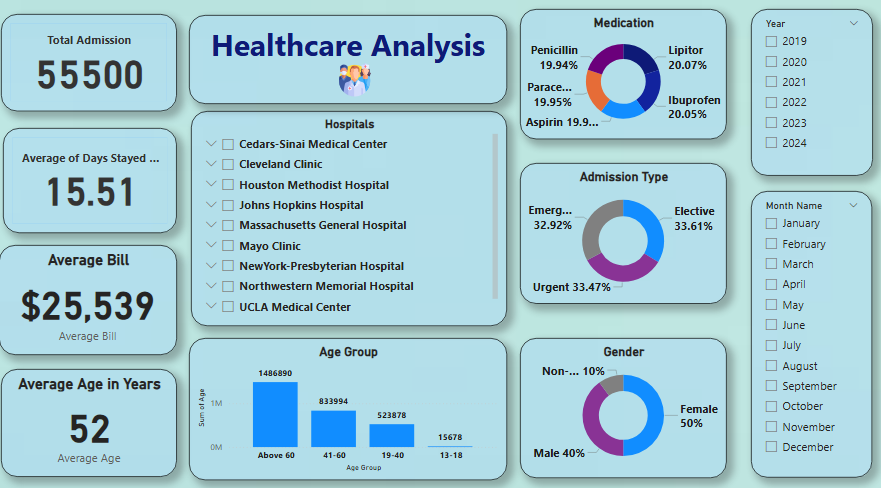 Total Admission
55500
Average of Days Stayed ...
15.51
Average Bill
$25,539
Average Bill
Average Age in Years
52
Average Age
Healthcare Analysis
Hospitals
Cedars-Sinai Medical Center
Cleveland Clinic
Houston Methodist Hospital
Johns Hopkins Hospital
Massachusetts General Hospital
Mayo Clinic
NewYork-Presbyterian Hospital
Northwestern Memorial Hospital
UCLA Medical Center
Age Group
Sum of Age
1M
0M
1486890
833994
523878
15678
Above 60
41-60
19-40
13-18
Age Group
Medication
Penicillin
19.94%
Lipitor
20.07%
Parace...
19.95%
Ibuprofen
20.05%
Aspirin 19.9...
Admission Type
Emerg...
32.92%
Elective
33.61%
Urgent 33.47%
Gender
Non-... 10%
Female
50%
Male 40%
Year
2019
2020
2021
2022
2023
2024
Month Name
January
February
March
April
May
June
July
August
September
October
November
December